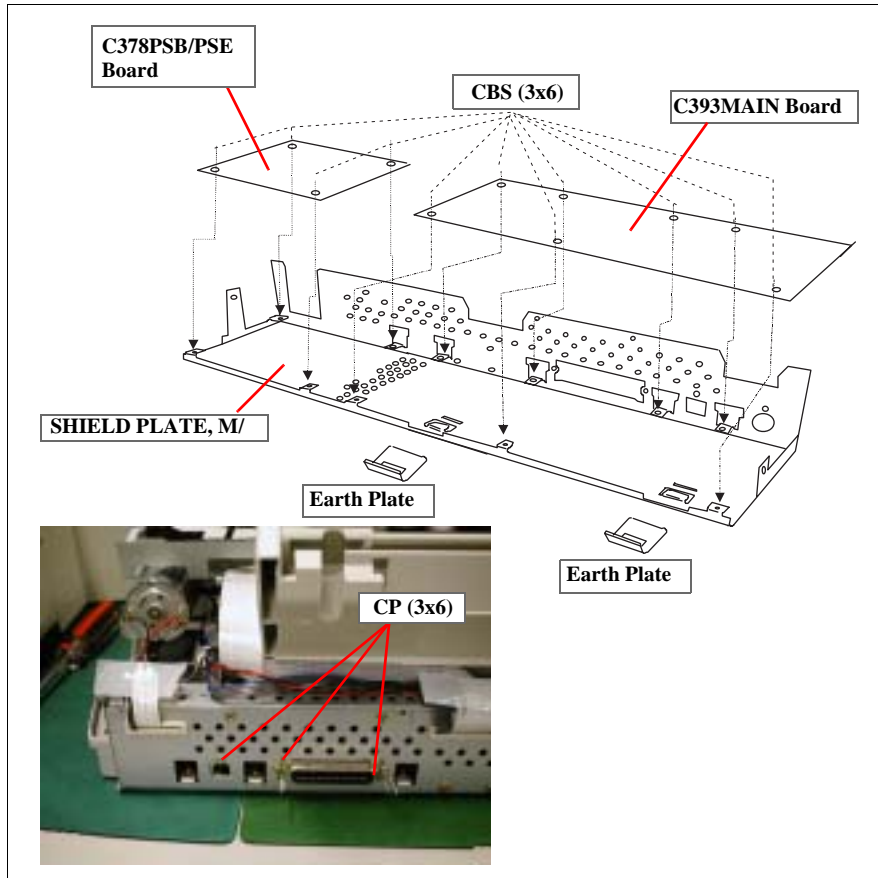 C378PSB/PSE
Board
CBS (3x6)
C393MAIN Board
SHIELD PLATE, M/
Earth Plate
Earth Plate
CP (3x6)